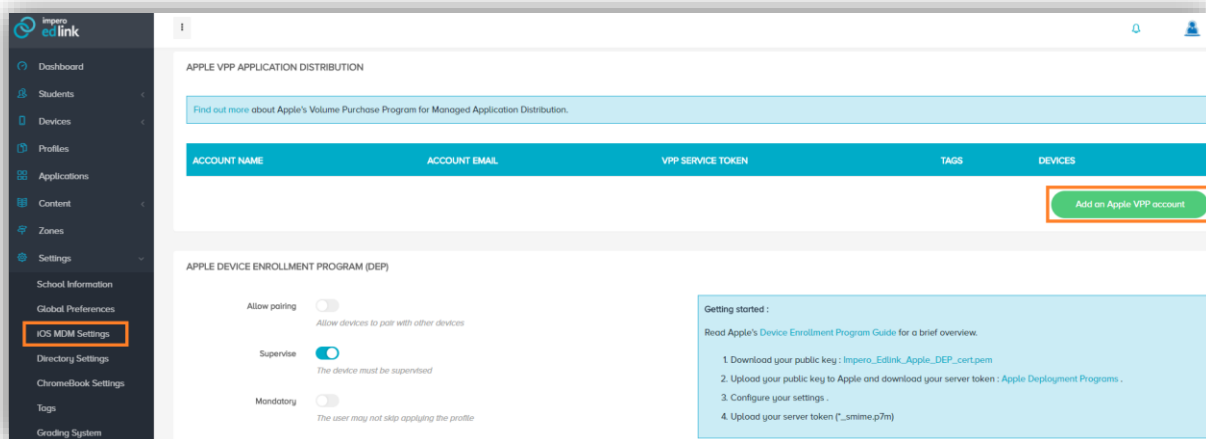 impero
edlink
Dashboard
Students
Devices
Profiles
Applications
Content
Zones
Settings
School Information
Global Preferences
iOS MDM Settings
Directory Settings
ChromeBook Settings
Tags
Grading System
APPLE VPP APPLICATION DISTRIBUTION
Find out more about Apple's Volume Purchase Program for Managed Application Distribution.
ACCOUNT NAME ACCOUNT EMAIL VPP SERVICE TOKEN TAGS DEVICES
Add an Apple VPP account
APPLE DEVICE ENROLLMENT PROGRAM (DEP)
Allow pairing
Allow devices to pair with other devices
Supervise
The device must be supervised
Mandatory
The user may not skip applying the profile
Getting started :
Read Apple's Device Enrollment Program Guide for a brief overview.
1. Download your public key : Impero_Edlink_Apple_DEP_cert.pem
2. Upload your public key to Apple and download your server token : Apple Deployment Programs .
3. Configure your settings .
4. Upload your server token (*_smime.p7m)